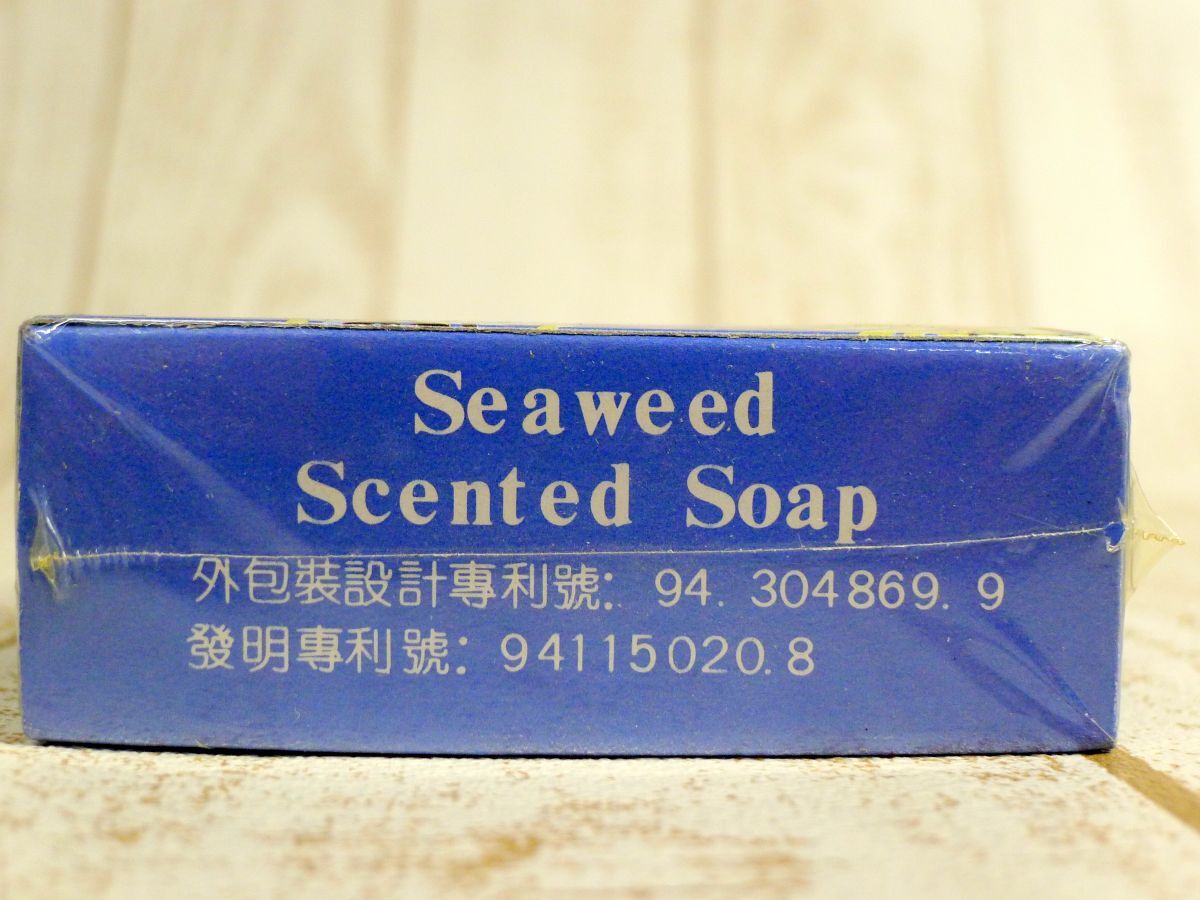 Seaweed
Scented Soap
外包裝設計專利號: 94. 304869. 9
發明專利號: 94115020.8